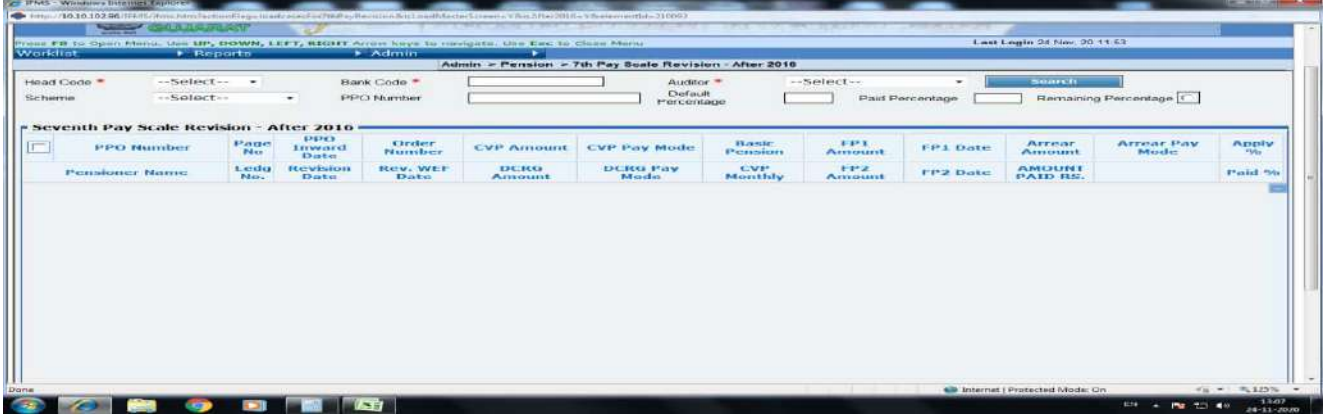 IFMS - Windows Internet Explorer
GUJARAT
Press F8 to Open Menu. Use UP, DOWN, LEFT, RIGHT Arrow keys to navigate. Use Esc to Close Menu
Last Login 24 Nov, 20 11:53
Worklist Reports Admin
Admin > Pension > 7th Pay Scale Revision - After 2016
Head Code * --Select-- Bank Code * Auditor * --Select-- Search
Scheme --Select-- PPO Number Default Percentage Paid Percentage Remaining Percentage
Seventh Pay Scale Revision - After 2016
PPO Number Page No PPO Inward Date Order Number CVP Amount CVP Pay Mode Basic Pension FP1 Amount FP1 Date Arrear Amount Arrear Pay Mode Apply %
Pensioner Name Ledg No. Revision Date Rev. WEF Date DCRG Amount DCRG Pay Mode CVP Monthly FP2 Amount FP2 Date AMOUNT PAID RS. Paid %
Done Internet | Protected Mode: On 125%
EN 13:07
24-11-2020